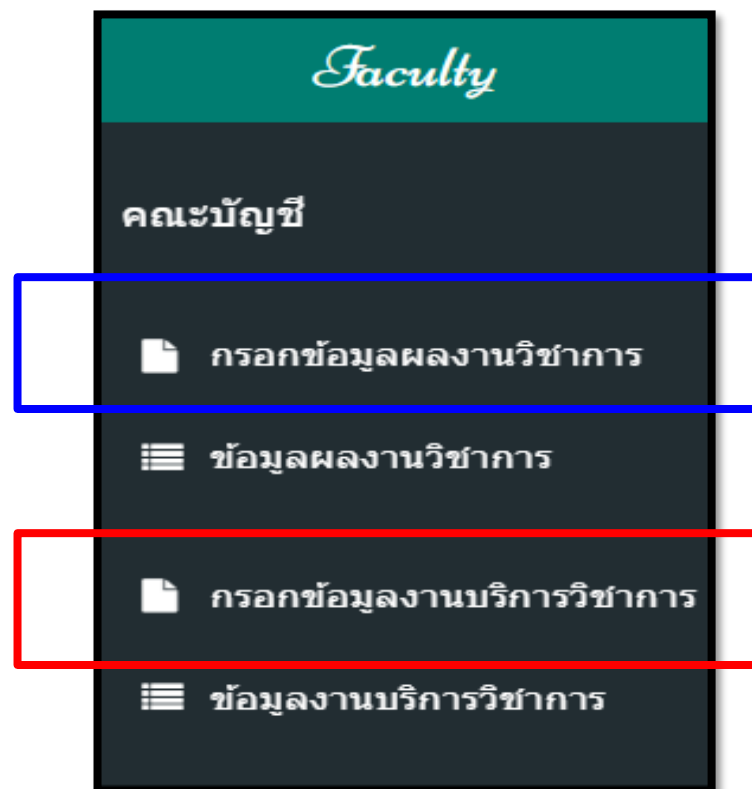 Faculty
คณะบัญชี
กรอกข้อมูลผลงานวิชาการ
ข้อมูลผลงานวิชาการ
กรอกข้อมูลงานบริการวิชาการ
ข้อมูลงานบริการวิชาการ